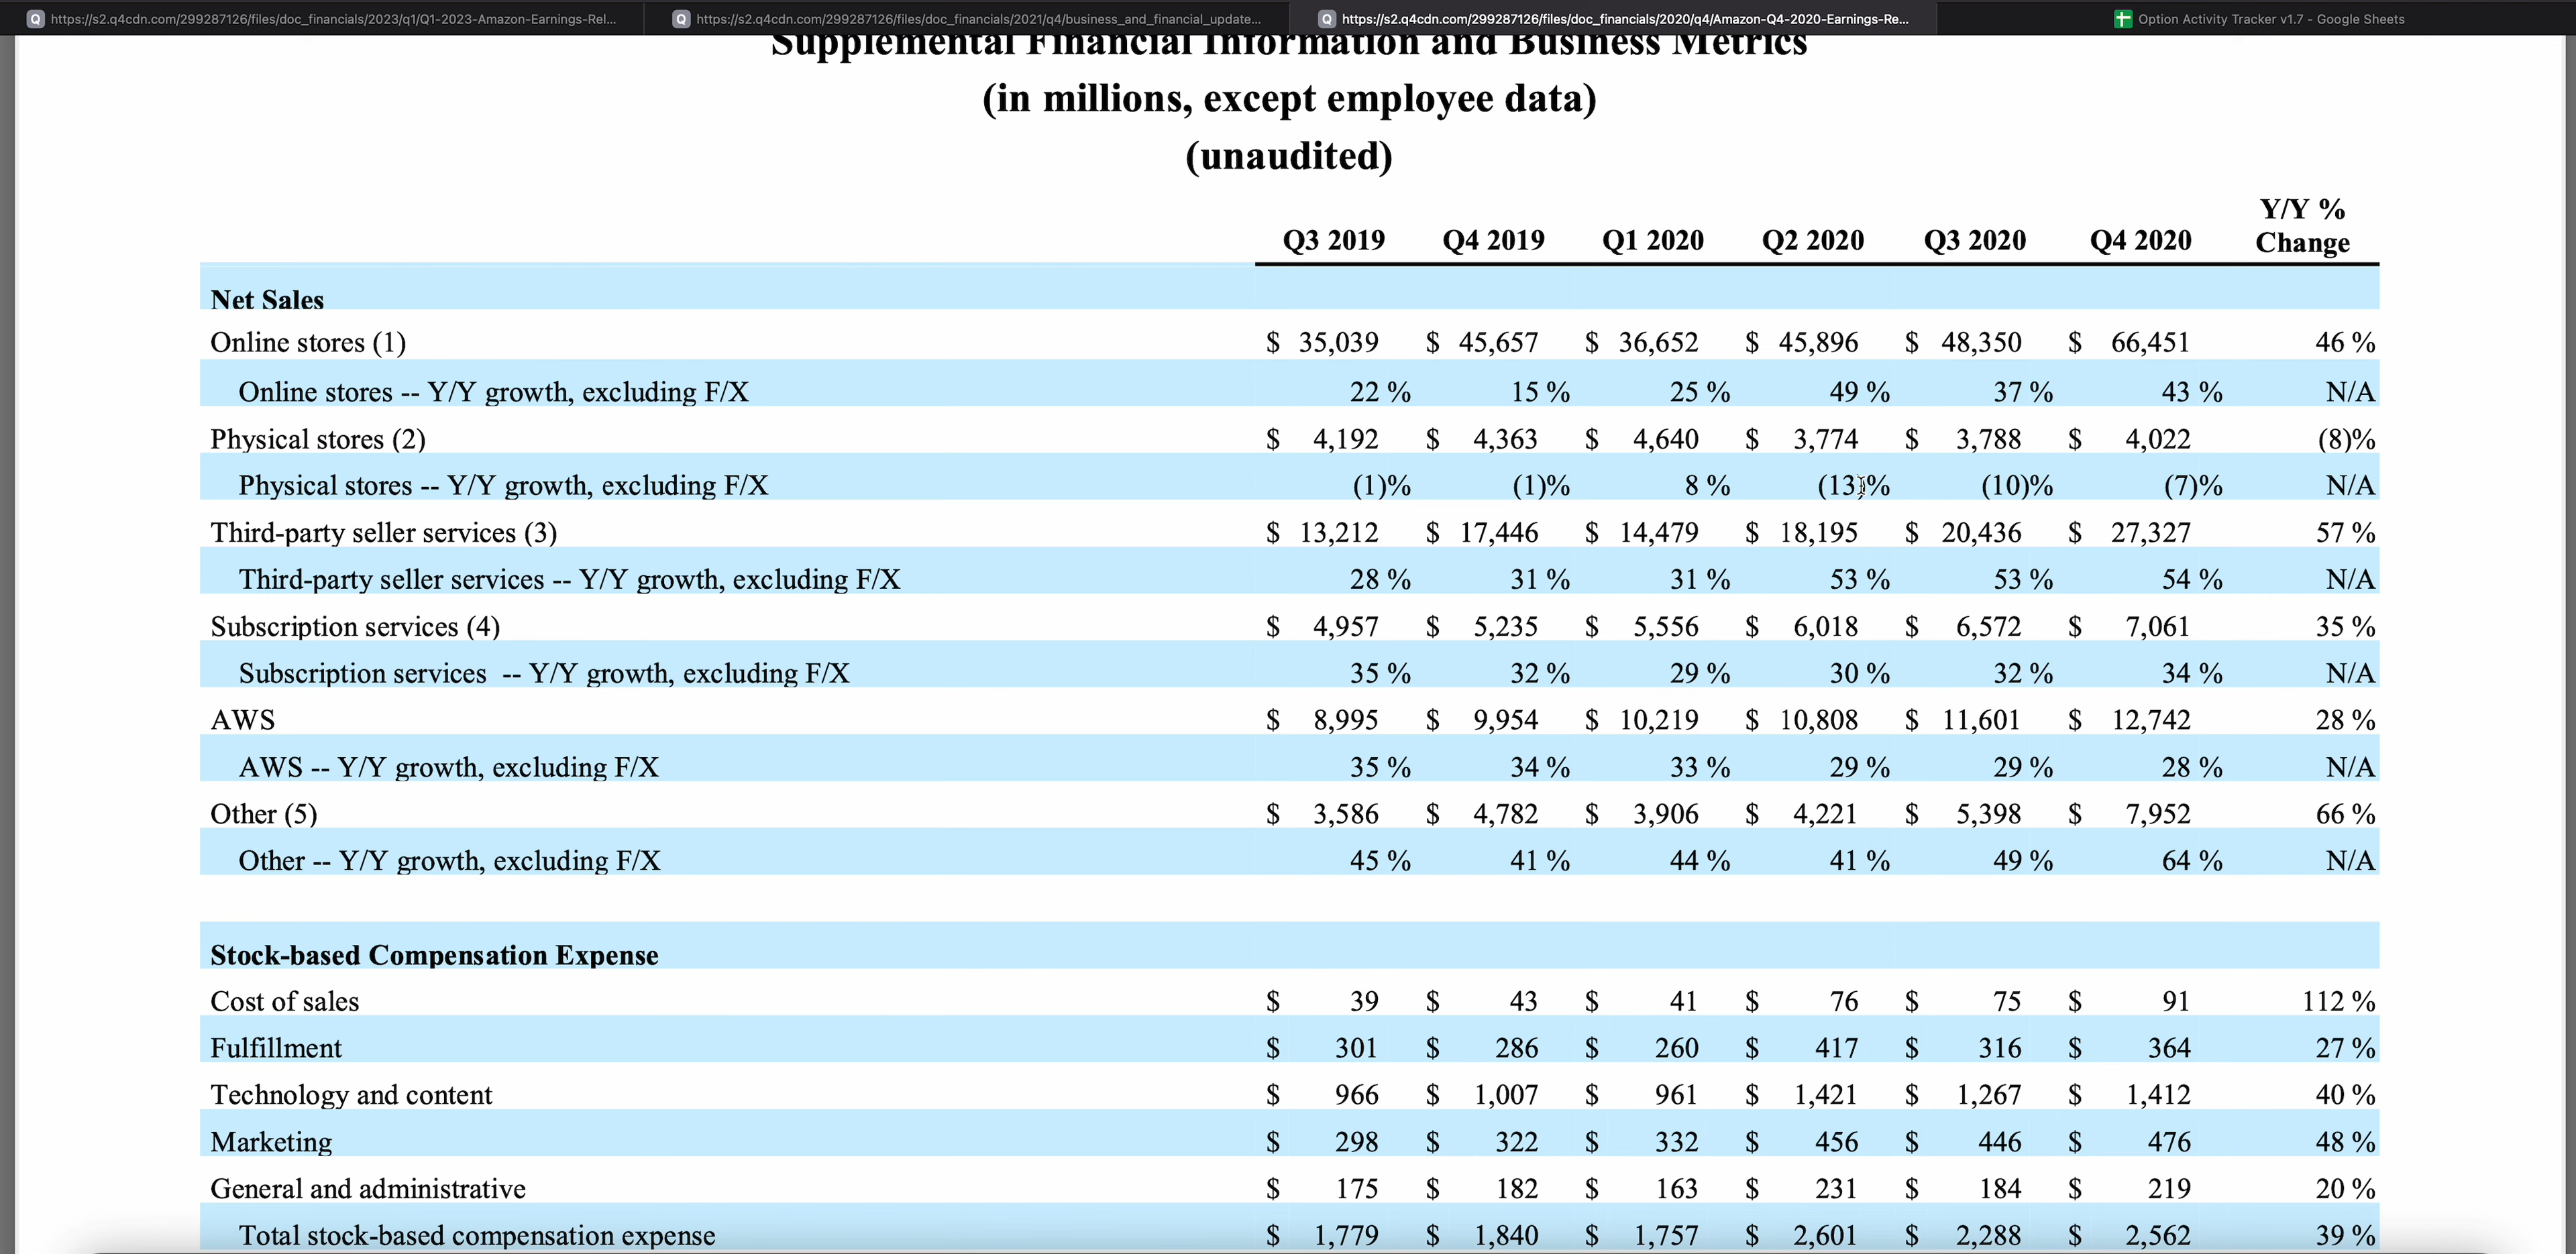 https://s2.q4cdn.com/299287126/files/doc_financials/2023/q1/Q1-2023-Amazon-Earnings-Rel... https://s2.q4cdn.com/299287126/files/doc_financials/2021/q4/business_and_financial_update... https://s2.q4cdn.com/299287126/files/doc_financials/2020/q4/Amazon-Q4-2020-Earnings-Re... Option Activity Tracker v1.7 - Google Sheets
Supplemental Financial Information and Business Metrics
(in millions, except employee data)
(unaudited)
Y/Y %
Q3 2019 Q4 2019 Q1 2020 Q2 2020 Q3 2020 Q4 2020 Change
Net Sales
Online stores (1) $ 35,039 $ 45,657 $ 36,652 $ 45,896 $ 48,350 $ 66,451 46 %
Online stores -- Y/Y growth, excluding F/X 22 % 15 % 25 % 49 % 37 % 43 % N/A
Physical stores (2) $ 4,192 $ 4,363 $ 4,640 $ 3,774 $ 3,788 $ 4,022 (8)%
Physical stores -- Y/Y growth, excluding F/X (1)% (1)% 8 % (13)% (10)% (7)% N/A
Third-party seller services (3) $ 13,212 $ 17,446 $ 14,479 $ 18,195 $ 20,436 $ 27,327 57 %
Third-party seller services -- Y/Y growth, excluding F/X 28 % 31 % 31 % 53 % 53 % 54 % N/A
Subscription services (4) $ 4,957 $ 5,235 $ 5,556 $ 6,018 $ 6,572 $ 7,061 35 %
Subscription services -- Y/Y growth, excluding F/X 35 % 32 % 29 % 30 % 32 % 34 % N/A
AWS $ 8,995 $ 9,954 $ 10,219 $ 10,808 $ 11,601 $ 12,742 28 %
AWS -- Y/Y growth, excluding F/X 35 % 34 % 33 % 29 % 29 % 28 % N/A
Other (5) $ 3,586 $ 4,782 $ 3,906 $ 4,221 $ 5,398 $ 7,952 66 %
Other -- Y/Y growth, excluding F/X 45 % 41 % 44 % 41 % 49 % 64 % N/A
Stock-based Compensation Expense
Cost of sales $ 39 $ 43 $ 41 $ 76 $ 75 $ 91 112 %
Fulfillment $ 301 $ 286 $ 260 $ 417 $ 316 $ 364 27 %
Technology and content $ 966 $ 1,007 $ 961 $ 1,421 $ 1,267 $ 1,412 40 %
Marketing $ 298 $ 322 $ 332 $ 456 $ 446 $ 476 48 %
General and administrative $ 175 $ 182 $ 163 $ 231 $ 184 $ 219 20 %
Total stock-based compensation expense $ 1,779 $ 1,840 $ 1,757 $ 2,601 $ 2,288 $ 2,562 39 %